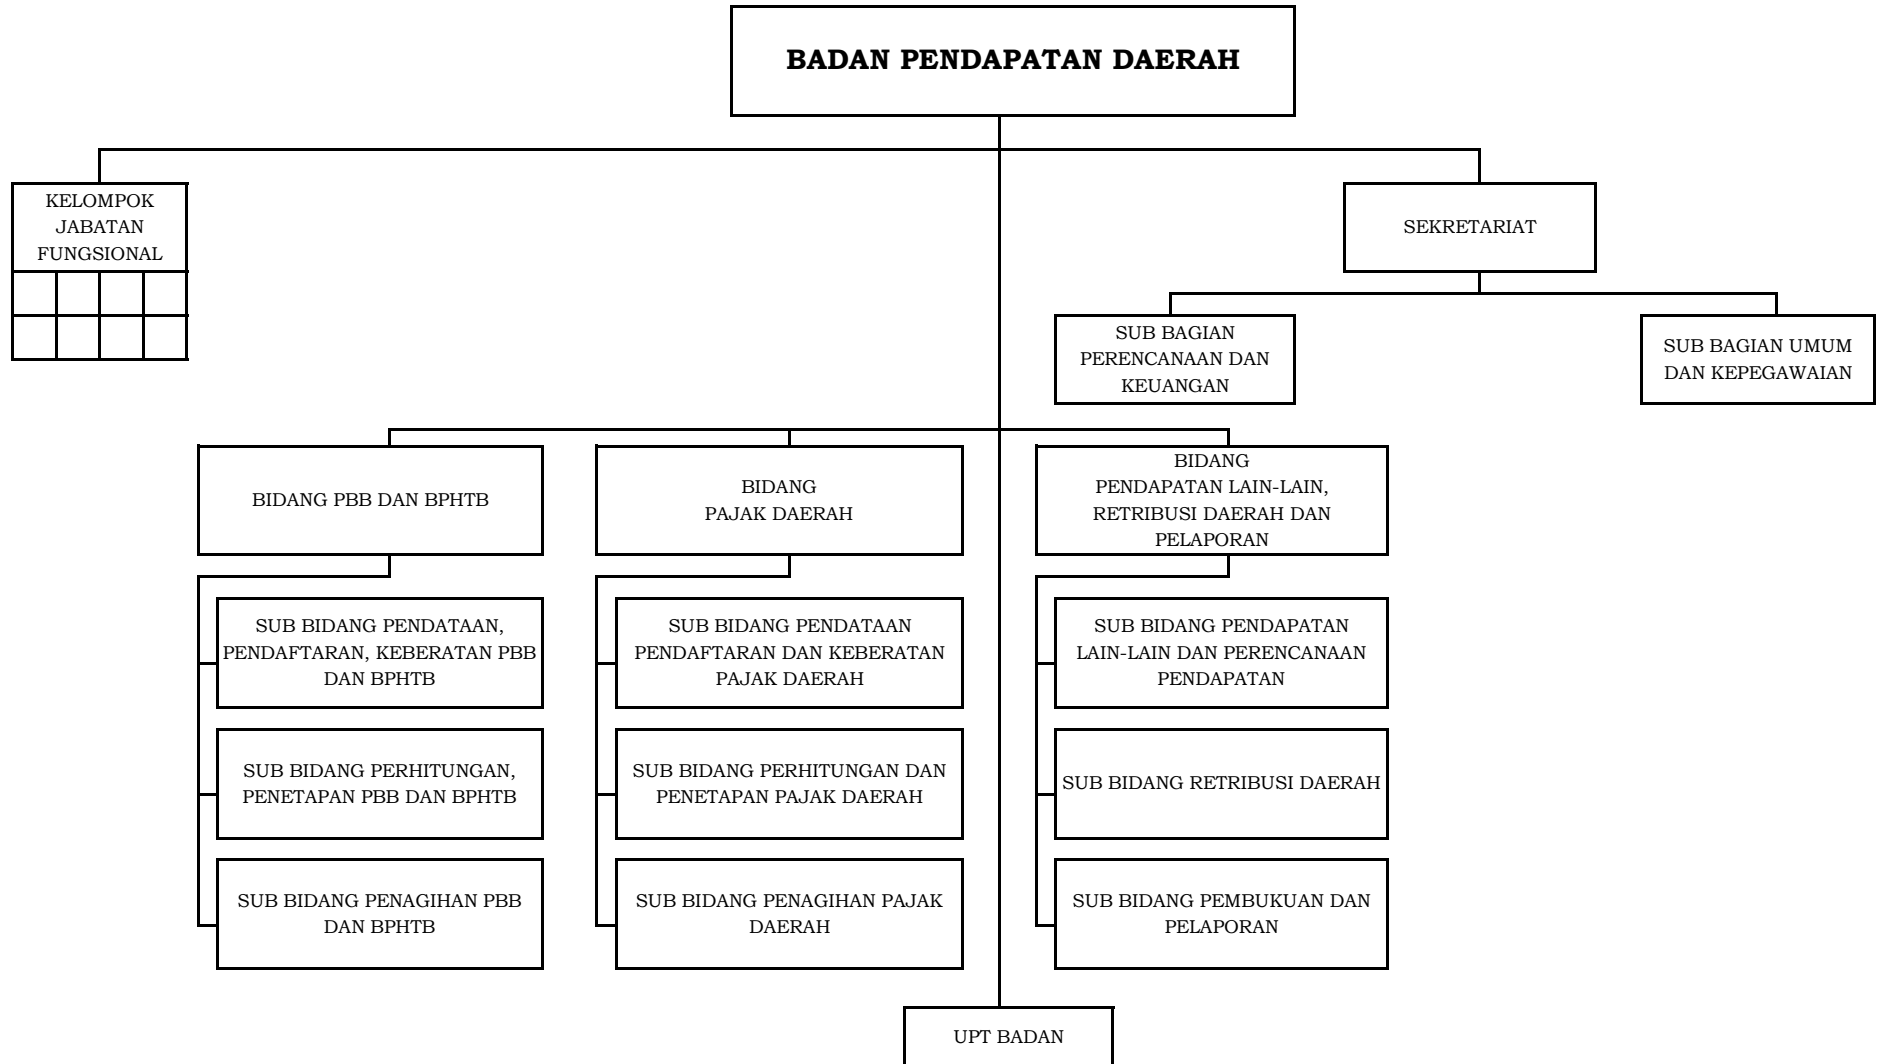 BADAN PENDAPATAN DAERAH
KELOMPOK
JABATAN
FUNGSIONAL
SEKRETARIAT
SUB BAGIAN
PERENCANAAN DAN
KEUANGAN
SUB BAGIAN UMUM
DAN KEPEGAWAIAN
BIDANG PBB DAN BPHTB
BIDANG
PAJAK DAERAH
BIDANG
PENDAPATAN LAIN-LAIN,
RETRIBUSI DAERAH DAN
PELAPORAN
SUB BIDANG PENDATAAN,
PENDAFTARAN, KEBERATAN PBB
DAN BPHTB
SUB BIDANG PENDATAAN
PENDAFTARAN DAN KEBERATAN
PAJAK DAERAH
SUB BIDANG PENDAPATAN
LAIN-LAIN DAN PERENCANAAN
PENDAPATAN
SUB BIDANG PERHITUNGAN,
PENETAPAN PBB DAN BPHTB
SUB BIDANG PERHITUNGAN DAN
PENETAPAN PAJAK DAERAH
SUB BIDANG RETRIBUSI DAERAH
SUB BIDANG PENAGIHAN PBB
DAN BPHTB
SUB BIDANG PENAGIHAN PAJAK
DAERAH
SUB BIDANG PEMBUKUAN DAN
PELAPORAN
UPT BADAN